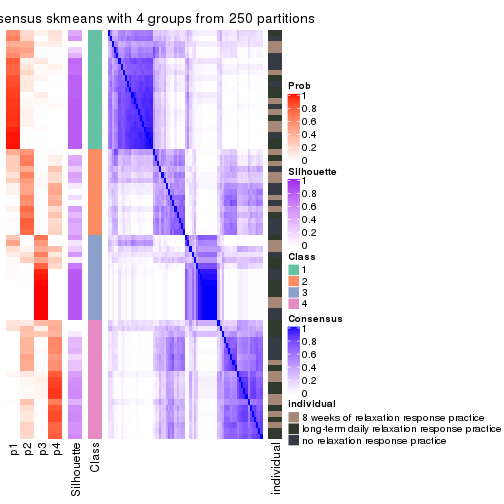 sensus skmeans with 4 groups from 250 partitions
Prob
1
0.8
0.6
0.4
0.2
0
Silhouette
1
0.8
0.6
0.4
0.2
0
Class
1
2
3
4
Consensus
1
0.8
0.6
0.4
0.2
0
individual
8 weeks of relaxation response practice
long-term daily relaxation response practice
no relaxation response practice
p1
p2
p3
p4
Silhouette
Class
individual